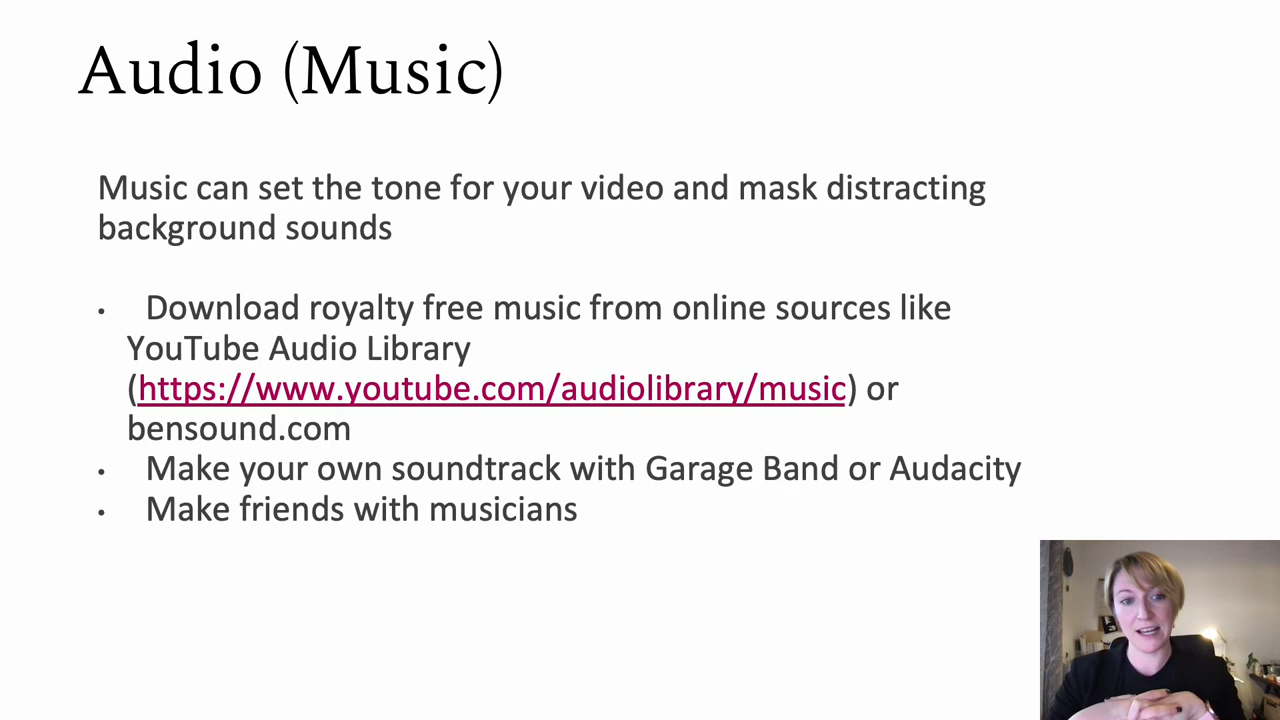 Audio (Music)
Music can set the tone for your video and mask distracting
background sounds
• Download royalty free music from online sources like
YouTube Audio Library
(https://www.youtube.com/audiolibrary/music) or
bensound.com
• Make your own soundtrack with Garage Band or Audacity
• Make friends with musicians